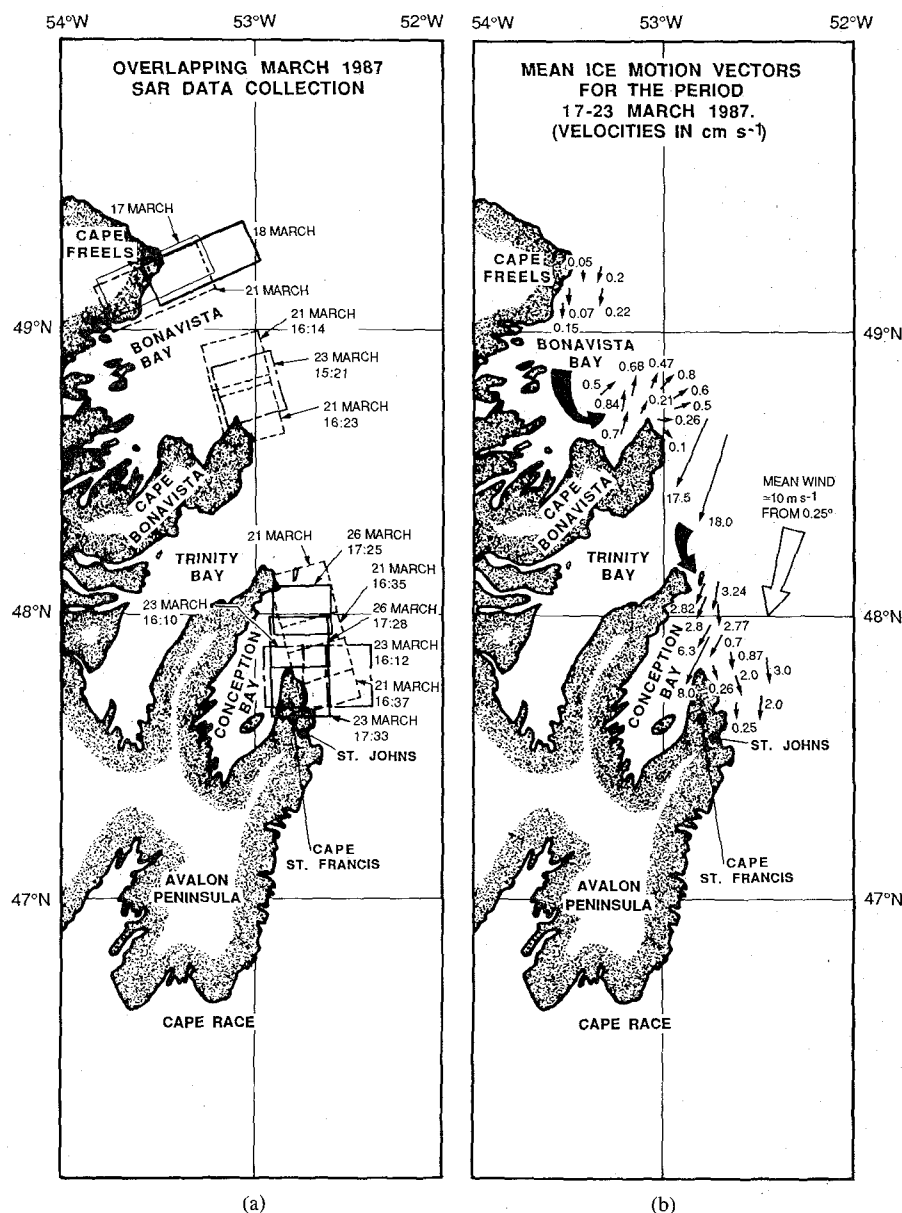 54°W
53°W
52°W
OVERLAPPING MARCH 1987
SAR DATA COLLECTION
17 MARCH
18 MARCH
CAPE
FREELS
21 MARCH
49°N
BONAVISTA
BAY
21 MARCH
16:14
23 MARCH
15:21
21 MARCH
16:23
CAPE
BONAVISTA
21 MARCH
26 MARCH
17:25
TRINITY
BAY
21 MARCH
16:35
48°N
23 MARCH
16:10
26 MARCH
17:28
23 MARCH
16:12
CONCEPTION
BAY
21 MARCH
16:37
23 MARCH
17:33
ST. JOHNS
CAPE
ST. FRANCIS
47°N
AVALON
PENINSULA
CAPE RACE
(a)
54°W
53°W
52°W
MEAN ICE MOTION VECTORS
FOR THE PERIOD
17-23 MARCH 1987.
(VELOCITIES IN cm s-1)
CAPE
FREELS
0.05
0.2
0.07
0.22
0.15
49°N
BONAVISTA
BAY
0.68
0.47
0.5
0.8
0.6
0.84
0.21
0.5
0.26
0.7
0.1
CAPE
BONAVISTA
17.5
18.0
MEAN WIND
≃10 m s-1
FROM 0.25°
TRINITY
BAY
48°N
3.24
2.82
2.8
2.77
0.7
6.3
0.87
2.0
3.0
8.0
0.26
2.0
0.25
CONCEPTION
BAY
ST. JOHNS
CAPE
ST. FRANCIS
47°N
AVALON
PENINSULA
CAPE RACE
(b)